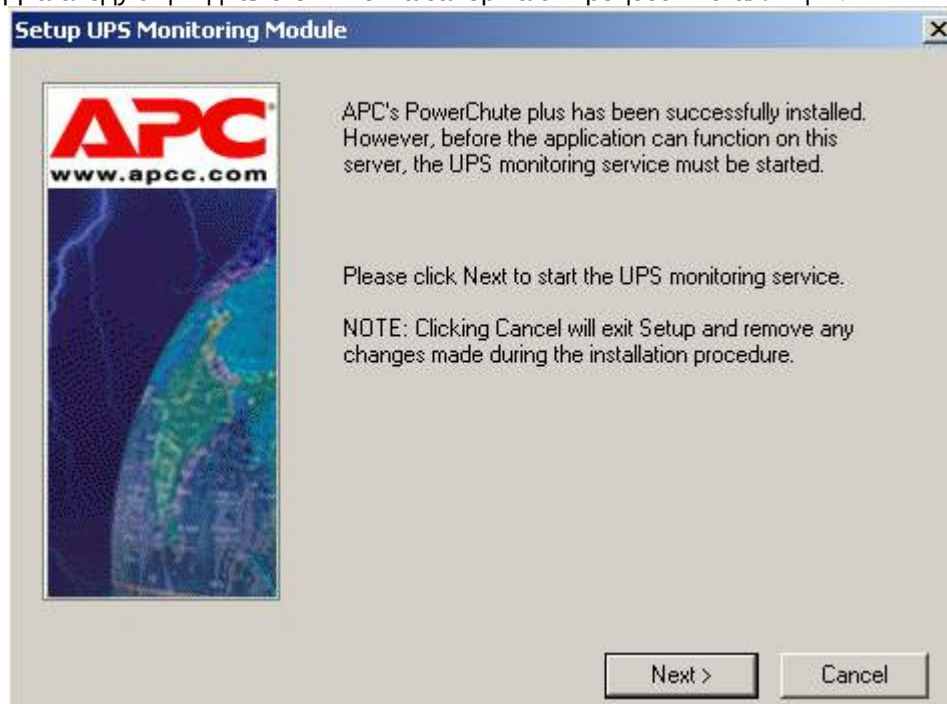 Setup UPS Monitoring Module
APC
www.apcc.com
APC's PowerChute plus has been successfully installed.
However, before the application can function on this
server, the UPS monitoring service must be started.
Please click Next to start the UPS monitoring service.
NOTE: Clicking Cancel will exit Setup and remove any
changes made during the installation procedure.
Next >
Cancel